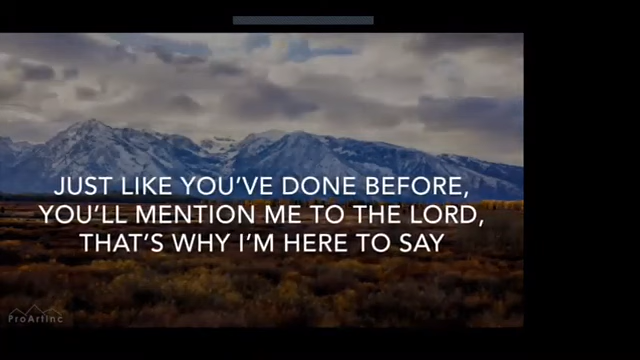 JUST LIKE YOU'VE DONE BEFORE,
YOU'LL MENTION ME TO THE LORD,
THAT'S WHY I'M HERE TO SAY
ProArtInc